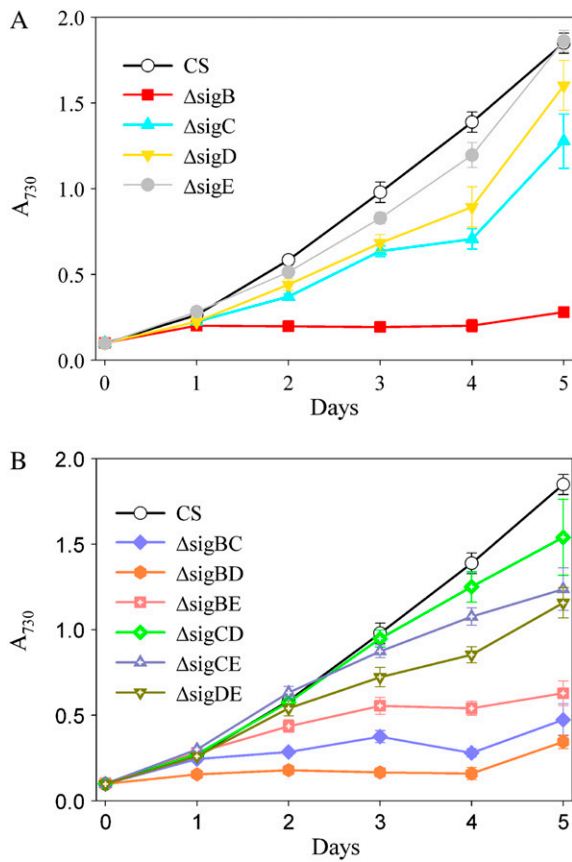 A
2.0
1.5
1.0
0.5
0.0
A730
CS
ΔsigB
ΔsigC
ΔsigD
ΔsigE
0 1 2 3 4 5
Days
B
2.0
1.5
1.0
0.5
0.0
A730
CS
ΔsigBC
ΔsigBD
ΔsigBE
ΔsigCD
ΔsigCE
ΔsigDE
0 1 2 3 4 5
Days